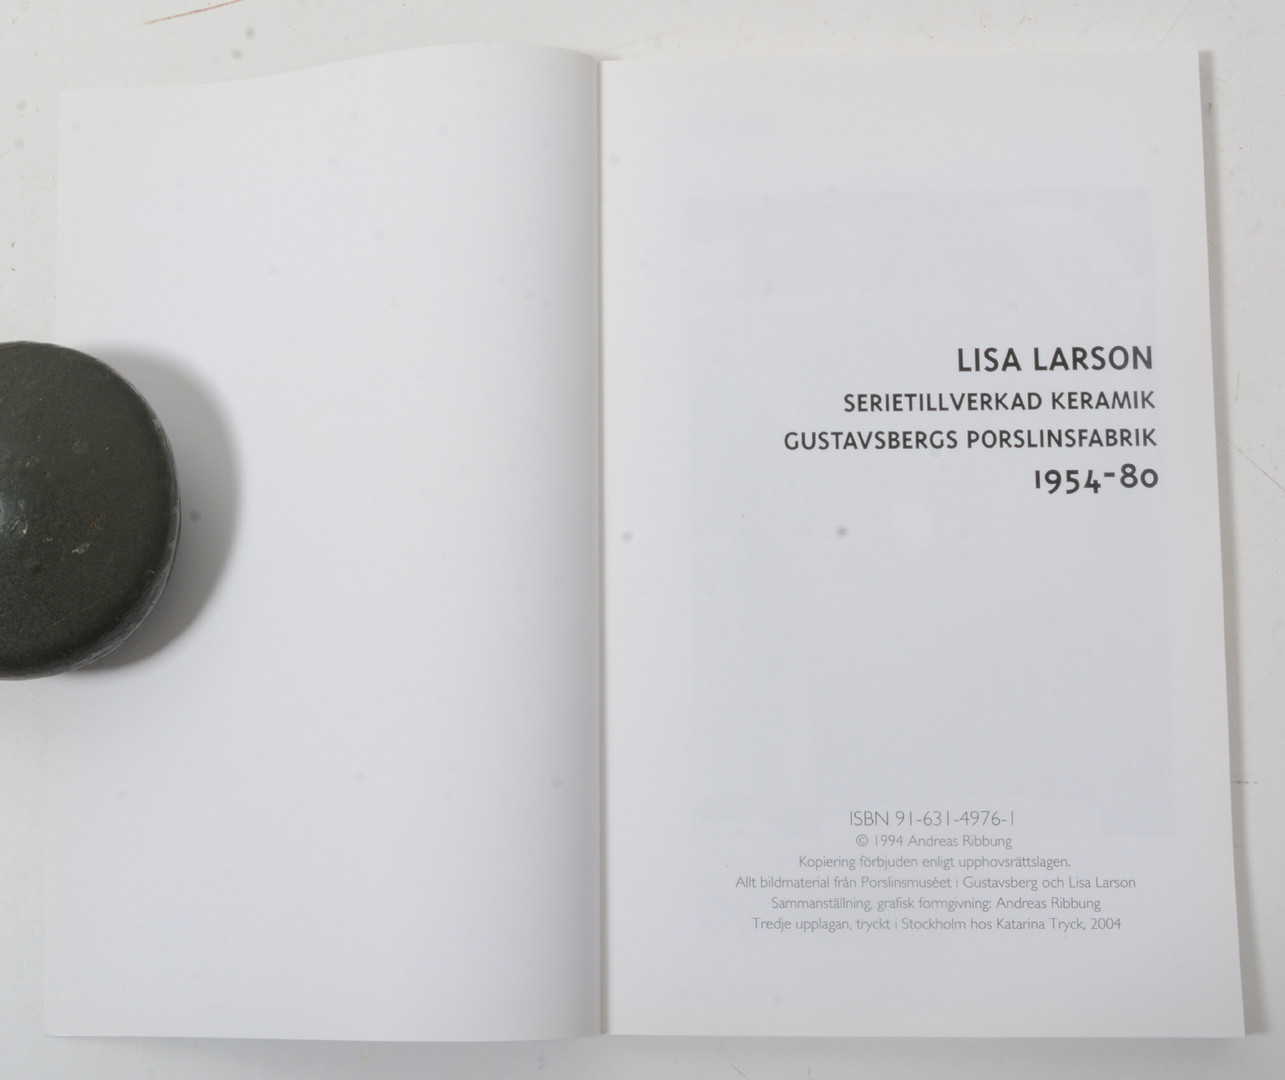 LISA LARSON
SERIETILLVERKAD KERAMIK
GUSTAVSBERGS PORSLINSFABRIK
1954-80
ISBN 91-631-4976-1
© 1994 Andreas Ribbung
Kopiering förbjuden enligt upphovsrättslagen.
Allt bildmaterial från Porslinsmuséet i Gustavsberg och Lisa Larson
Sammanställning, grafisk formgivning: Andreas Ribbung
Tredje upplagan, tryckt i Stockholm hos Katarina Tryck, 2004